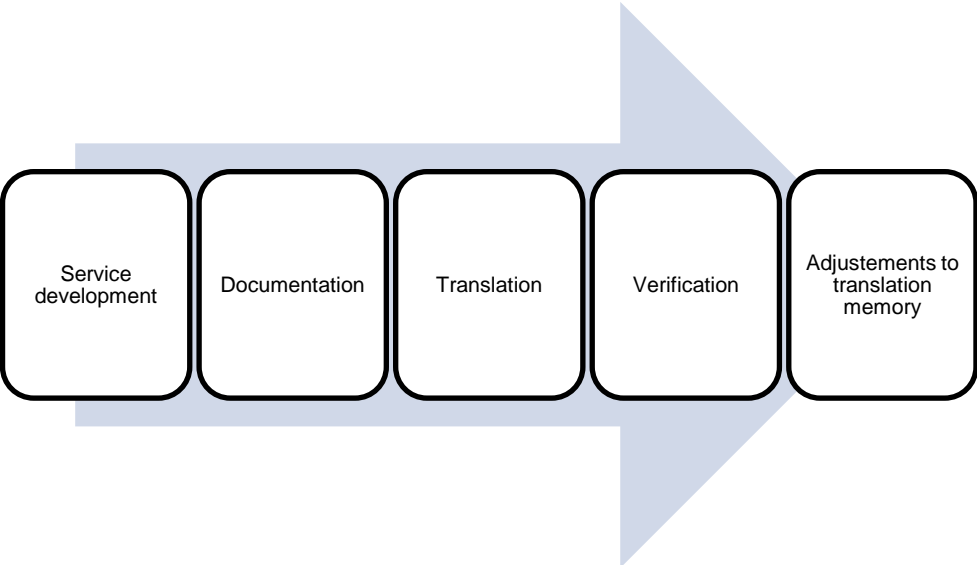 Service
development
Documentation
Translation
Verification
Adjustements to
translation
memory